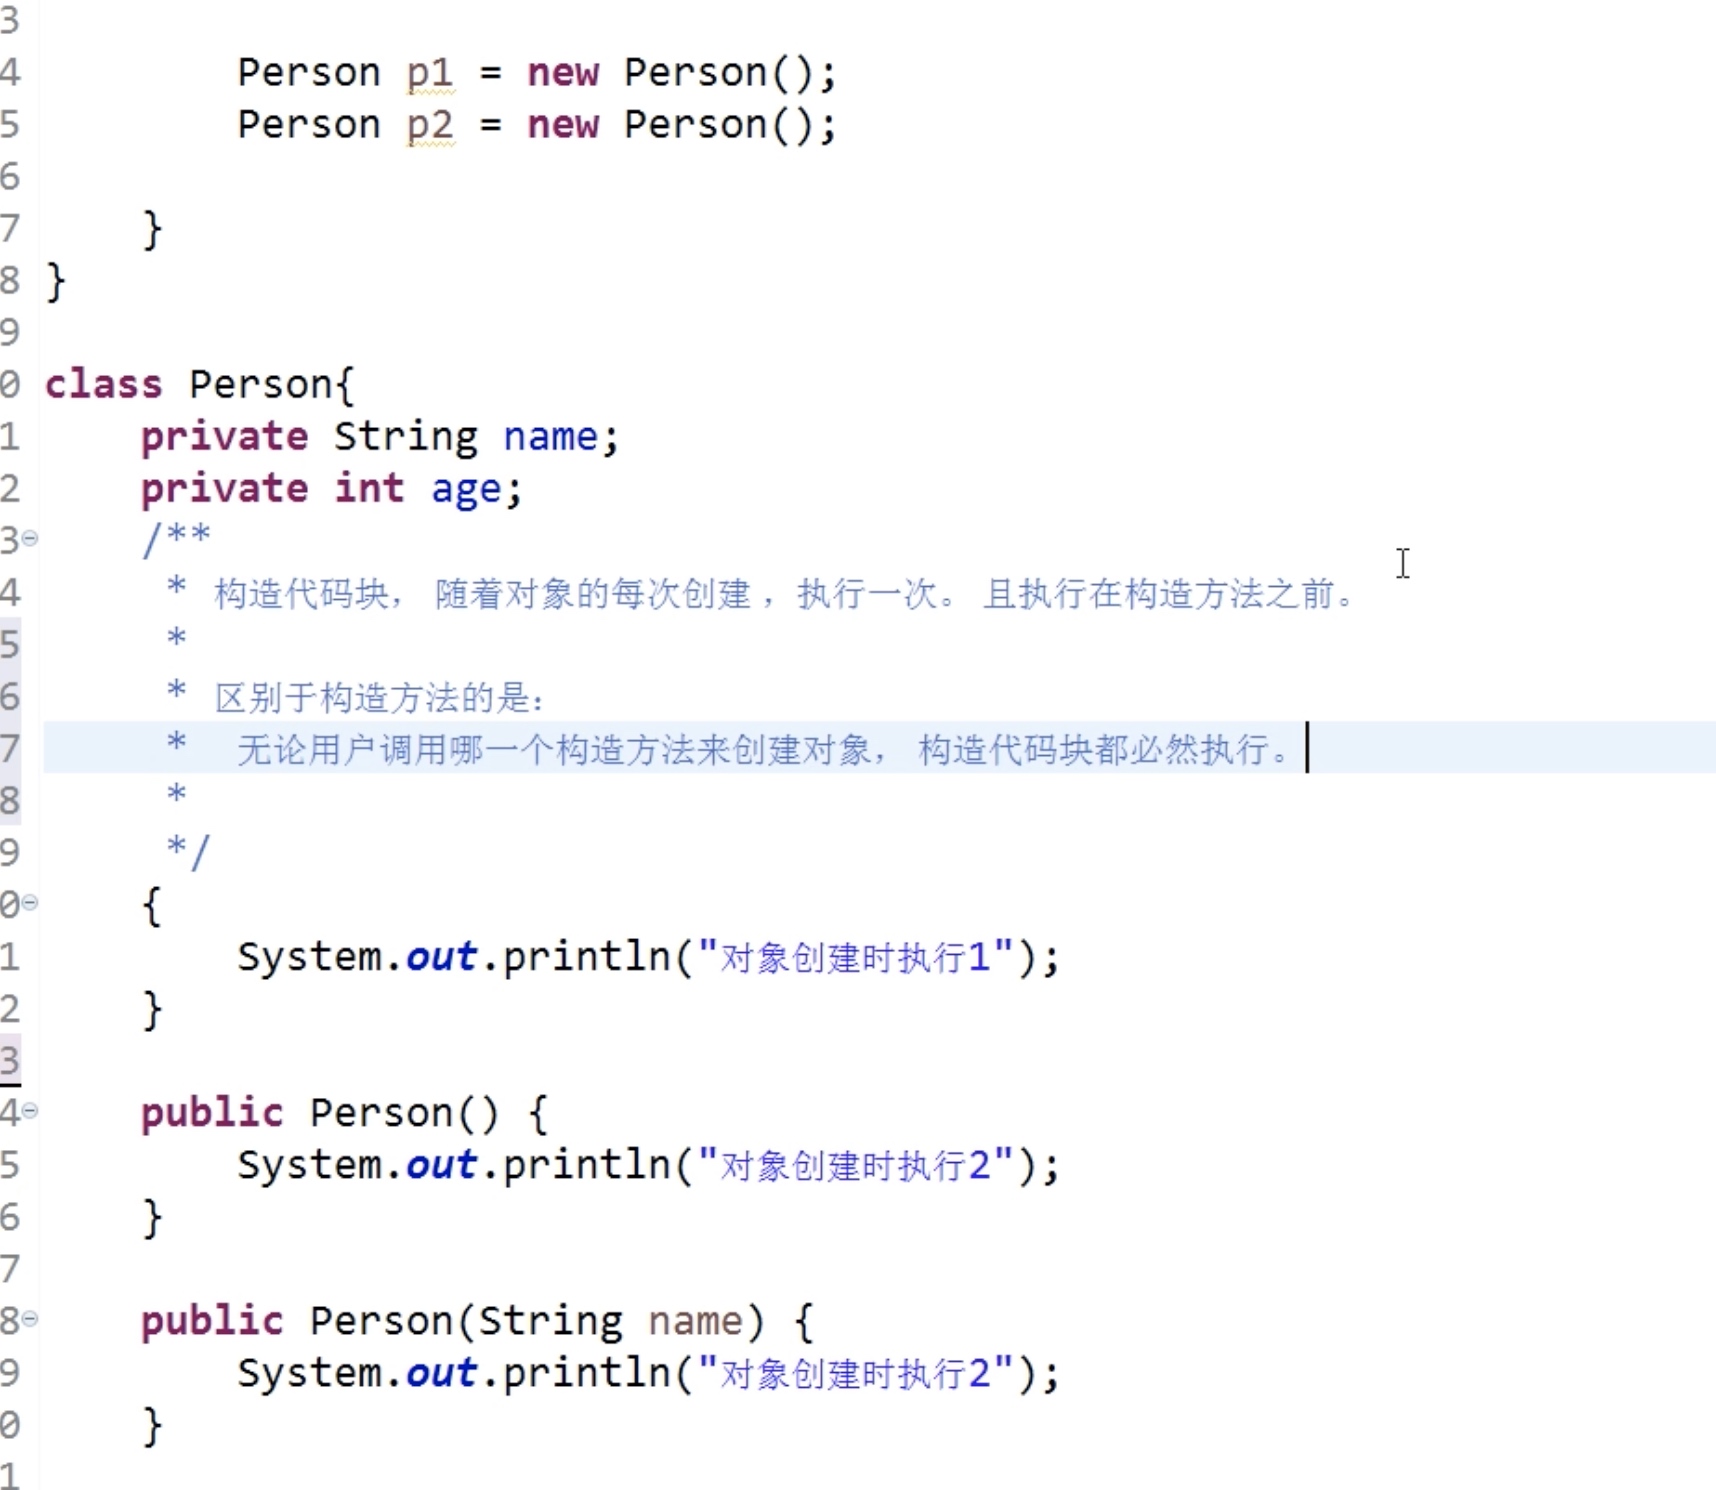 3
4 Person p1 = new Person();
5 Person p2 = new Person();
6
7 }
8 }
9
0 class Person{
1 private String name;
2 private int age;
3 /**
4 * 构造代码块， 随着对象的每次创建 ，执行一次。 且执行在构造方法之前。
5 *
6 * 区别于构造方法的是：
7 * 无论用户调用哪一个构造方法来创建对象， 构造代码块都必然执行。
8 *
9 */
0 {
1 System.out.println("对象创建时执行1");
2 }
3
4 public Person() {
5 System.out.println("对象创建时执行2");
6 }
7
8 public Person(String name) {
9 System.out.println("对象创建时执行2");
0 }
1